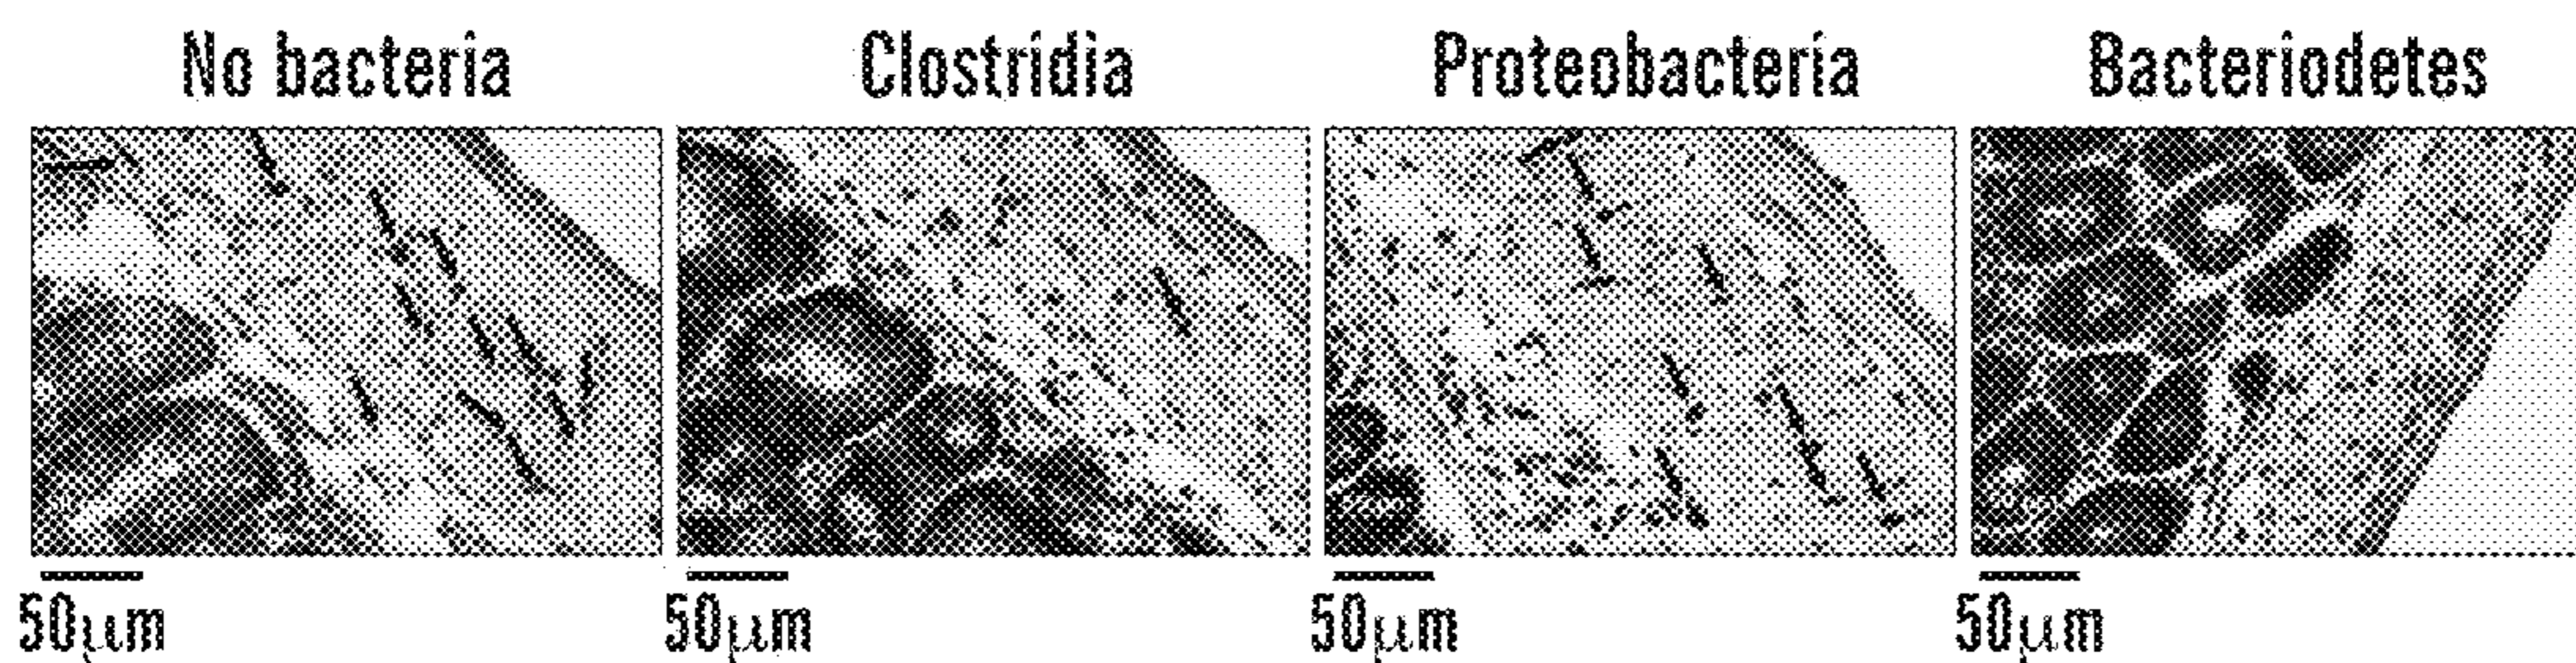 No bacteria Clostridia Proteobacteria Bacteriodetes
50μm 50μm 50μm 50μm